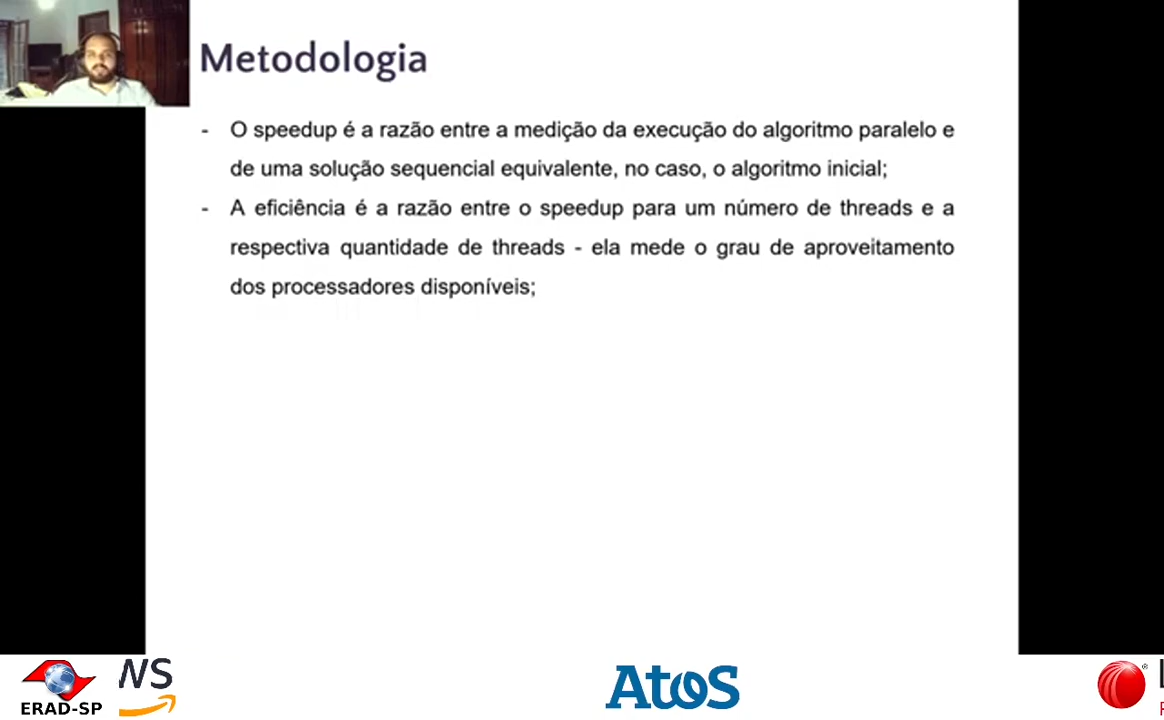 Metodologia
- O speedup é a razão entre a medição da execução do algoritmo paralelo e
de uma solução sequencial equivalente, no caso, o algoritmo inicial;
- A eficiência é a razão entre o speedup para um número de threads e a
respectiva quantidade de threads - ela mede o grau de aproveitamento
dos processadores disponíveis;
ERAD-SP
WS
Atos